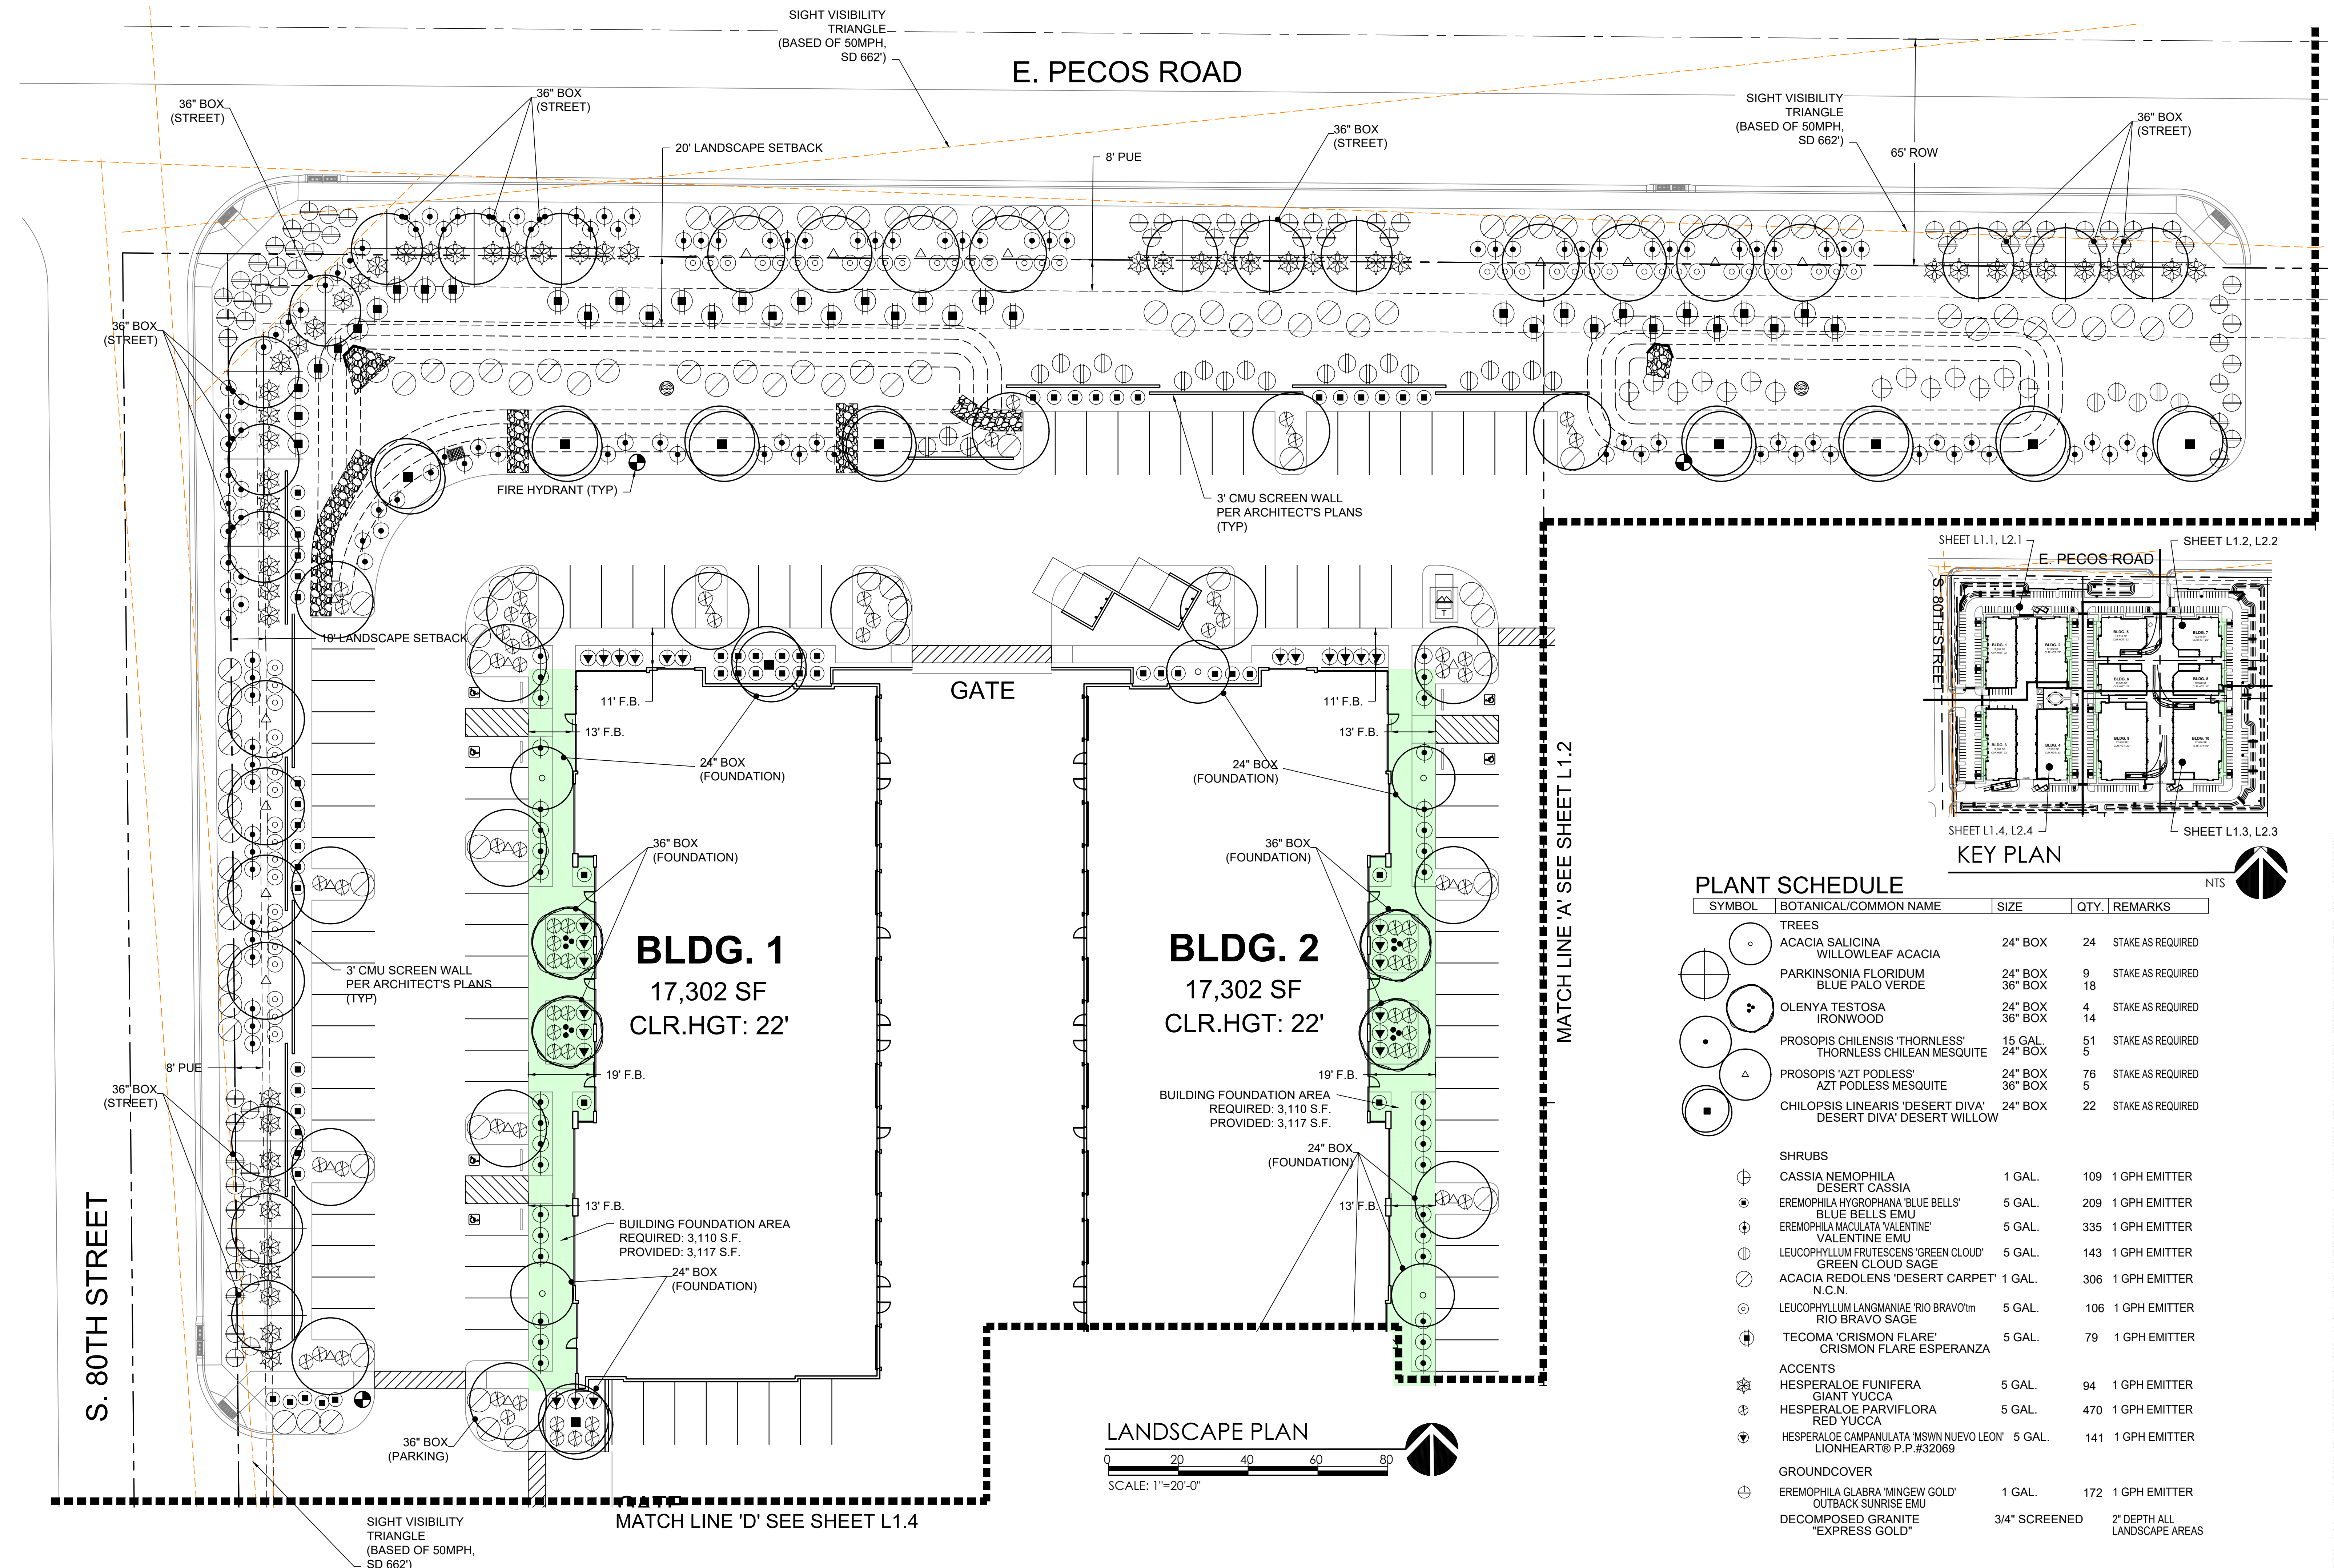 SIGHT VISIBILITY
TRIANGLE
(BASED OF 50MPH,
SD 662')
E. PECOS ROAD
36" BOX
(STREET)
36" BOX
(STREET)
20' LANDSCAPE SETBACK
8' PUE
36" BOX
(STREET)
SIGHT VISIBILITY
TRIANGLE
(BASED OF 50MPH,
SD 662')
65' ROW
36" BOX
(STREET)
36" BOX
(STREET)
FIRE HYDRANT (TYP)
3' CMU SCREEN WALL
PER ARCHITECT'S PLANS
(TYP)
10' LANDSCAPE SETBACK
11' F.B.
13' F.B.
24" BOX
(FOUNDATION)
36" BOX
(FOUNDATION)
BLDG. 1
17,302 SF
CLR.HGT: 22'
19' F.B.
13' F.B.
BUILDING FOUNDATION AREA
REQUIRED: 3,110 S.F.
PROVIDED: 3,117 S.F.
24" BOX
(FOUNDATION)
GATE
T
11' F.B.
13' F.B.
24" BOX
(FOUNDATION)
36" BOX
(FOUNDATION)
BLDG. 2
17,302 SF
CLR.HGT: 22'
19' F.B.
BUILDING FOUNDATION AREA
REQUIRED: 3,110 S.F.
PROVIDED: 3,117 S.F.
24" BOX
(FOUNDATION)
13' F.B.
MATCH LINE 'A' SEE SHEET L1.2
3' CMU SCREEN WALL
PER ARCHITECT'S PLANS
(TYP)
8' PUE
36" BOX
(STREET)
S. 80TH STREET
36" BOX
(PARKING)
GATE
MATCH LINE 'D' SEE SHEET L1.4
SIGHT VISIBILITY
TRIANGLE
(BASED OF 50MPH,
SD 662')
LANDSCAPE PLAN
0 20 40 60 80
SCALE: 1"=20'-0"
SHEET L1.1, L2.1
SHEET L1.2, L2.2
E. PECOS ROAD
S. 80TH STREET
BLDG. 1
BLDG. 2
BLDG. 5
BLDG. 7
BLDG. 6
BLDG. 8
BLDG. 3
BLDG. 4
BLDG. 9
BLDG. 10
SHEET L1.4, L2.4
SHEET L1.3, L2.3
KEY PLAN
NTS
PLANT SCHEDULE
SYMBOL BOTANICAL/COMMON NAME SIZE QTY. REMARKS
TREES
ACACIA SALICINA 24" BOX 24 STAKE AS REQUIRED
WILLOWLEAF ACACIA
PARKINSONIA FLORIDUM 24" BOX 9 STAKE AS REQUIRED
BLUE PALO VERDE 36" BOX 18
OLENYA TESTOSA 24" BOX 4 STAKE AS REQUIRED
IRONWOOD 36" BOX 14
PROSOPIS CHILENSIS 'THORNLESS' 15 GAL. 51 STAKE AS REQUIRED
THORNLESS CHILEAN MESQUITE 24" BOX 5
PROSOPIS 'AZT PODLESS' 24" BOX 76 STAKE AS REQUIRED
AZT PODLESS MESQUITE 36" BOX 5
CHILOPSIS LINEARIS 'DESERT DIVA' 24" BOX 22 STAKE AS REQUIRED
DESERT DIVA' DESERT WILLOW
SHRUBS
CASSIA NEMOPHILA 1 GAL. 109 1 GPH EMITTER
DESERT CASSIA
EREMOPHILA HYGROPHANA 'BLUE BELLS' 5 GAL. 209 1 GPH EMITTER
BLUE BELLS EMU
EREMOPHILA MACULATA 'VALENTINE' 5 GAL. 335 1 GPH EMITTER
VALENTINE EMU
LEUCOPHYLLUM FRUTESCENS 'GREEN CLOUD' 5 GAL. 143 1 GPH EMITTER
GREEN CLOUD SAGE
ACACIA REDOLENS 'DESERT CARPET' 1 GAL. 306 1 GPH EMITTER
N.C.N.
LEUCOPHYLLUM LANGMANIAE 'RIO BRAVO'tm 5 GAL. 106 1 GPH EMITTER
RIO BRAVO SAGE
TECOMA 'CRISMON FLARE' 5 GAL. 79 1 GPH EMITTER
CRISMON FLARE ESPERANZA
ACCENTS
HESPERALOE FUNIFERA 5 GAL. 94 1 GPH EMITTER
GIANT YUCCA
HESPERALOE PARVIFLORA 5 GAL. 470 1 GPH EMITTER
RED YUCCA
HESPERALOE CAMPANULATA 'MSWN NUEVO LEON' 5 GAL. 141 1 GPH EMITTER
LIONHEART® P.P.#32069
GROUNDCOVER
EREMOPHILA GLABRA 'MINGEW GOLD' 1 GAL. 172 1 GPH EMITTER
OUTBACK SUNRISE EMU
DECOMPOSED GRANITE 3/4" SCREENED 2" DEPTH ALL
"EXPRESS GOLD" LANDSCAPE AREAS